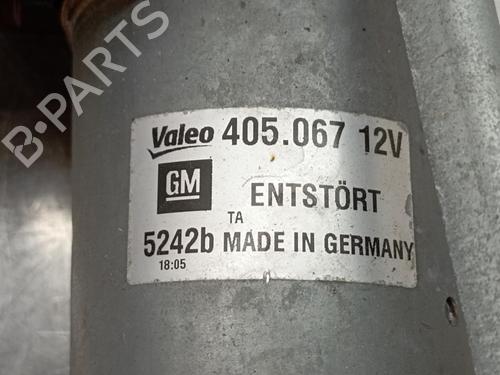 Valeo 405.067 12V
GM ENTSTÖRT
TA
5242b MADE IN GERMANY
18:05
B-PARTS